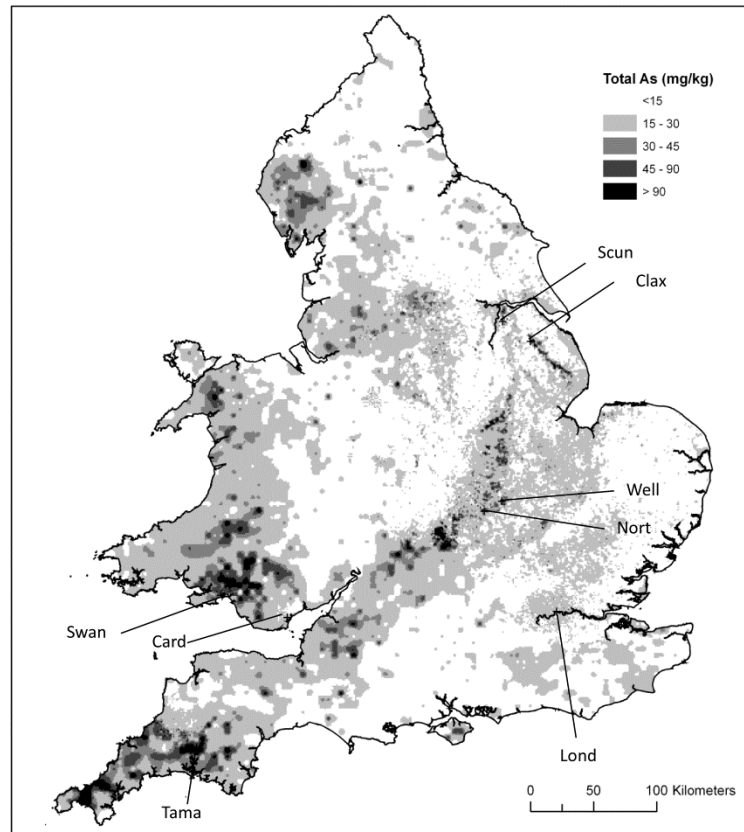 Total As (mg/kg)
<15
15 - 30
30 - 45
45 - 90
> 90
Scun
Clax
Well
Nort
Swan
Card
Lond
Tama
0 50 100 Kilometers